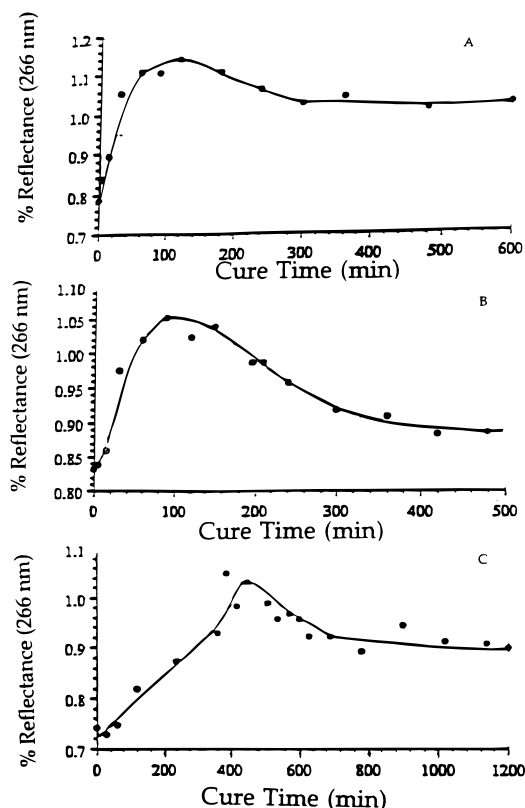 A
% Reflectance (266 nm)
1.2
1.1
1.0
0.9
0.8
0.7
0 100 200 300 400 500 600
Cure Time (min)
B
% Reflectance (266 nm)
1.10
1.05
1.00
0.95
0.90
0.85
0.80
0 100 200 300 400 500
Cure Time (min)
C
% Reflectance (266 nm)
1.1
1.0
0.9
0.8
0.7
0 200 400 600 800 1000 1200
Cure Time (min)